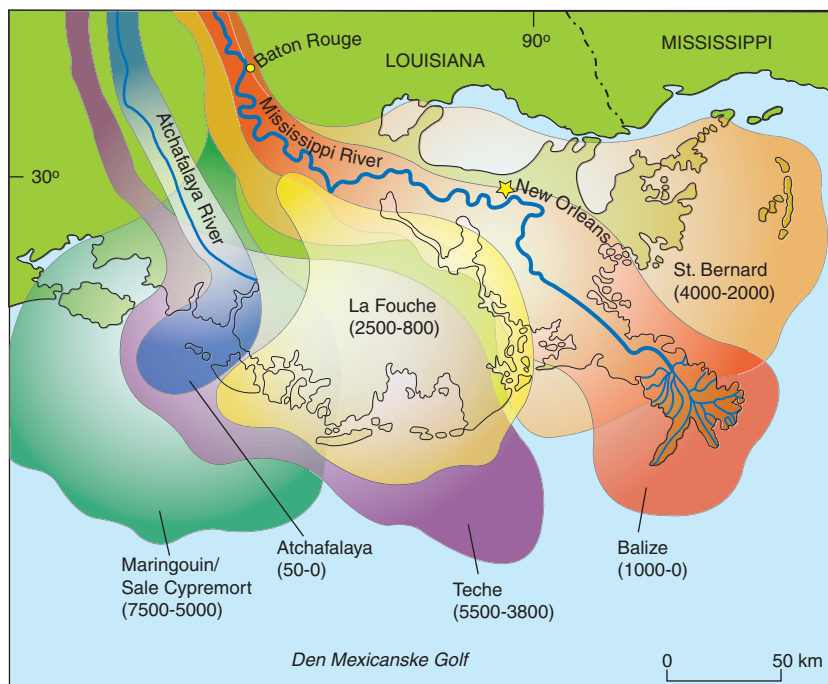 90°
LOUISIANA
MISSISSIPPI
Baton Rouge
Mississippi River
Atchafalaya River
30°
New Orleans
St. Bernard
(4000-2000)
La Fouche
(2500-800)
Maringouin/
Sale Cypremort
(7500-5000)
Atchafalaya
(50-0)
Teche
(5500-3800)
Balize
(1000-0)
Den Mexicanske Golf
0 50 km